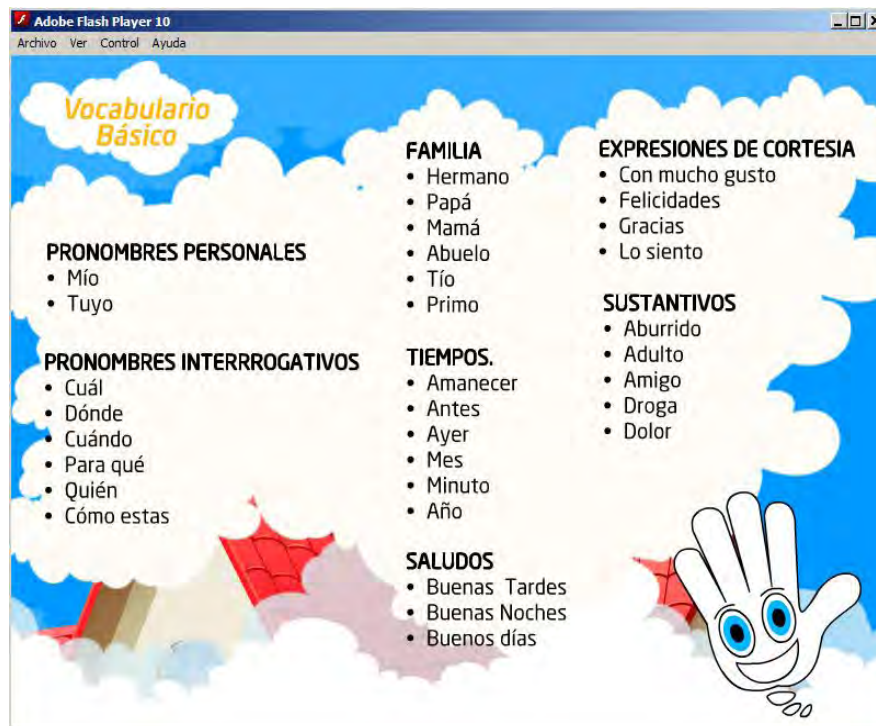 Adobe Flash Player 10
Archivo Ver Control Ayuda
Vocabulario
Básico
PRONOMBRES PERSONALES
• Mío
• Tuyo
PRONOMBRES INTERRROGATIVOS
• Cuál
• Dónde
• Cuándo
• Para qué
• Quién
• Cómo estas
FAMILIA
• Hermano
• Papá
• Mamá
• Abuelo
• Tío
• Primo
TIEMPOS.
• Amanecer
• Antes
• Ayer
• Mes
• Minuto
• Año
SALUDOS
• Buenas Tardes
• Buenas Noches
• Buenos días
EXPRESIONES DE CORTESIA
• Con mucho gusto
• Felicidades
• Gracias
• Lo siento
SUSTANTIVOS
• Aburrido
• Adulto
• Amigo
• Droga
• Dolor